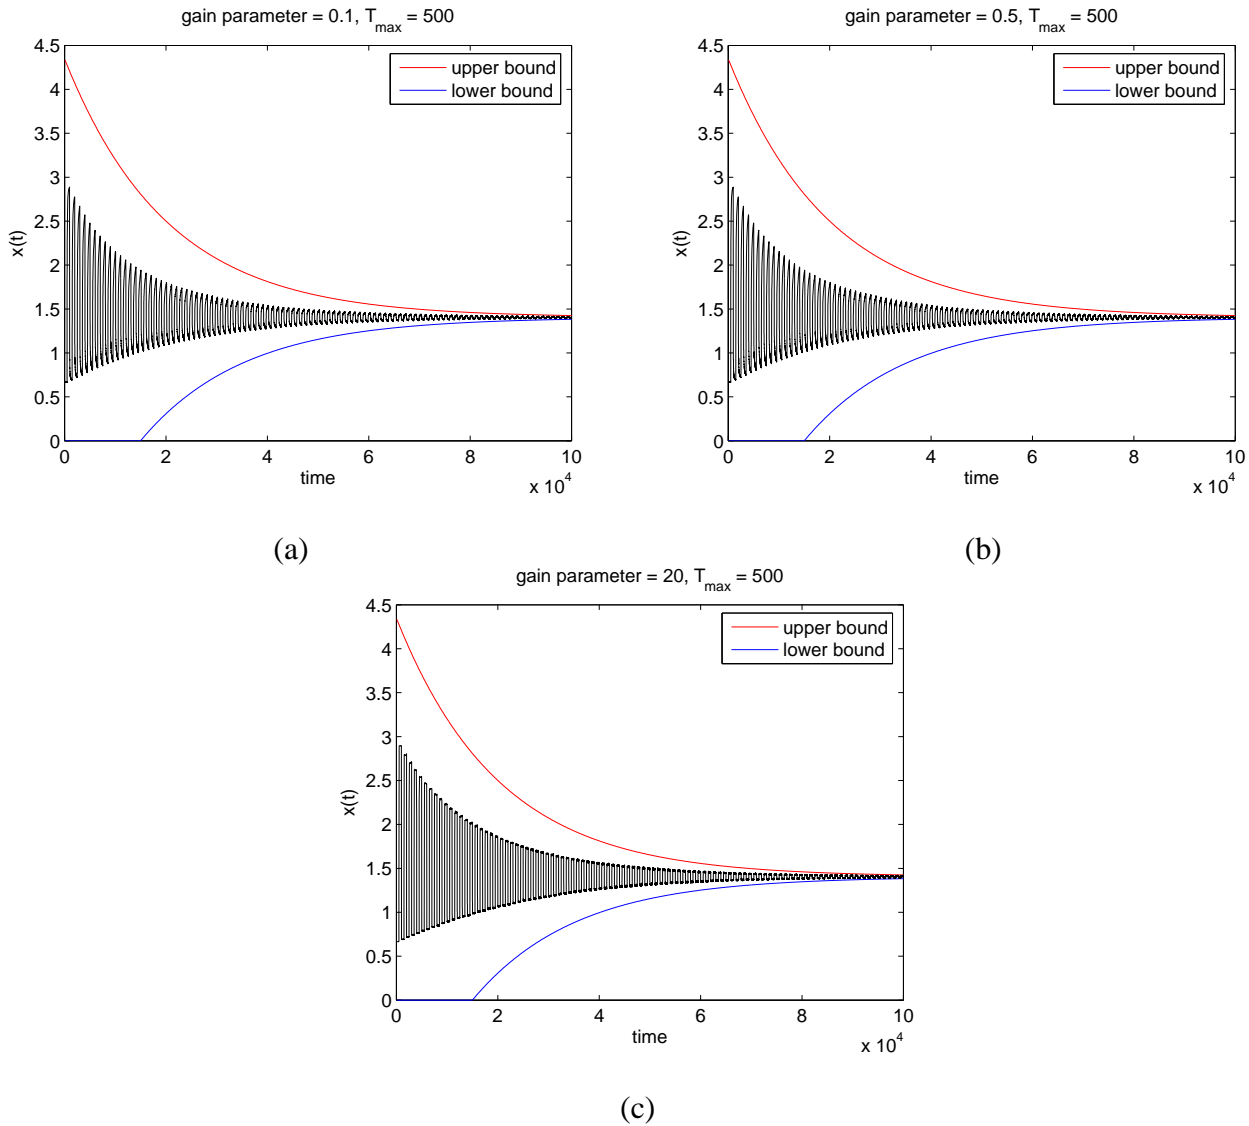 gain parameter = 0.1, T_max = 500
upper bound
lower bound
4.5
4
3.5
3
2.5
2
1.5
1
0.5
0
x(t)
0 2 4 6 8 10
time
x 10^4
(a)
gain parameter = 0.5, T_max = 500
upper bound
lower bound
4.5
4
3.5
3
2.5
2
1.5
1
0.5
0
x(t)
0 2 4 6 8 10
time
x 10^4
(b)
gain parameter = 20, T_max = 500
upper bound
lower bound
4.5
4
3.5
3
2.5
2
1.5
1
0.5
0
x(t)
0 2 4 6 8 10
time
x 10^4
(c)